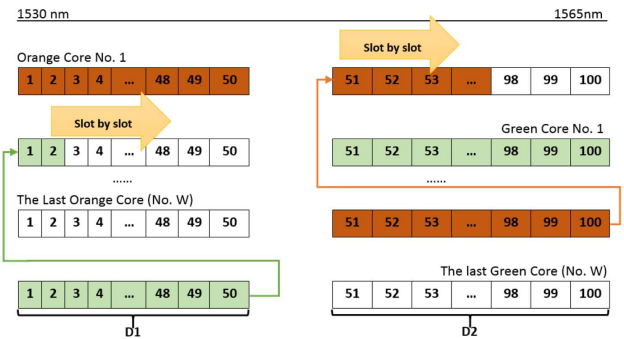 1530 nm 1565nm
Slot by slot
Orange Core No. 1
1 2 3 4 ... 48 49 50 51 52 53 ... 98 99 100
Slot by slot
Green Core No. 1
1 2 3 4 ... 48 49 50 51 52 53 ... 98 99 100
...... ......
The Last Orange Core (No. W)
1 2 3 4 ... 48 49 50 51 52 53 ... 98 99 100
The last Green Core (No. W)
1 2 3 4 ... 48 49 50 51 52 53 ... 98 99 100
D1 D2